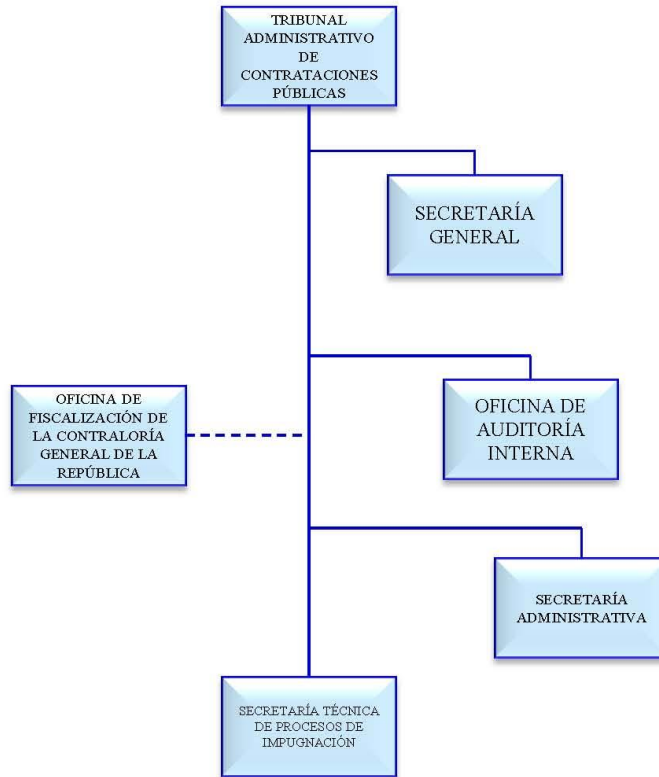 TRIBUNAL
ADMINISTRATIVO
DE
CONTRATACIONES
PÚBLICAS
SECRETARÍA
GENERAL
OFICINA DE
FISCALIZACIÓN DE
LA CONTRALORÍA
GENERAL DE LA
REPÚBLICA
OFICINA DE
AUDITORÍA
INTERNA
SECRETARÍA
ADMINISTRATIVA
SECRETARÍA TÉCNICA
DE PROCESOS DE
IMPUGNACIÓN